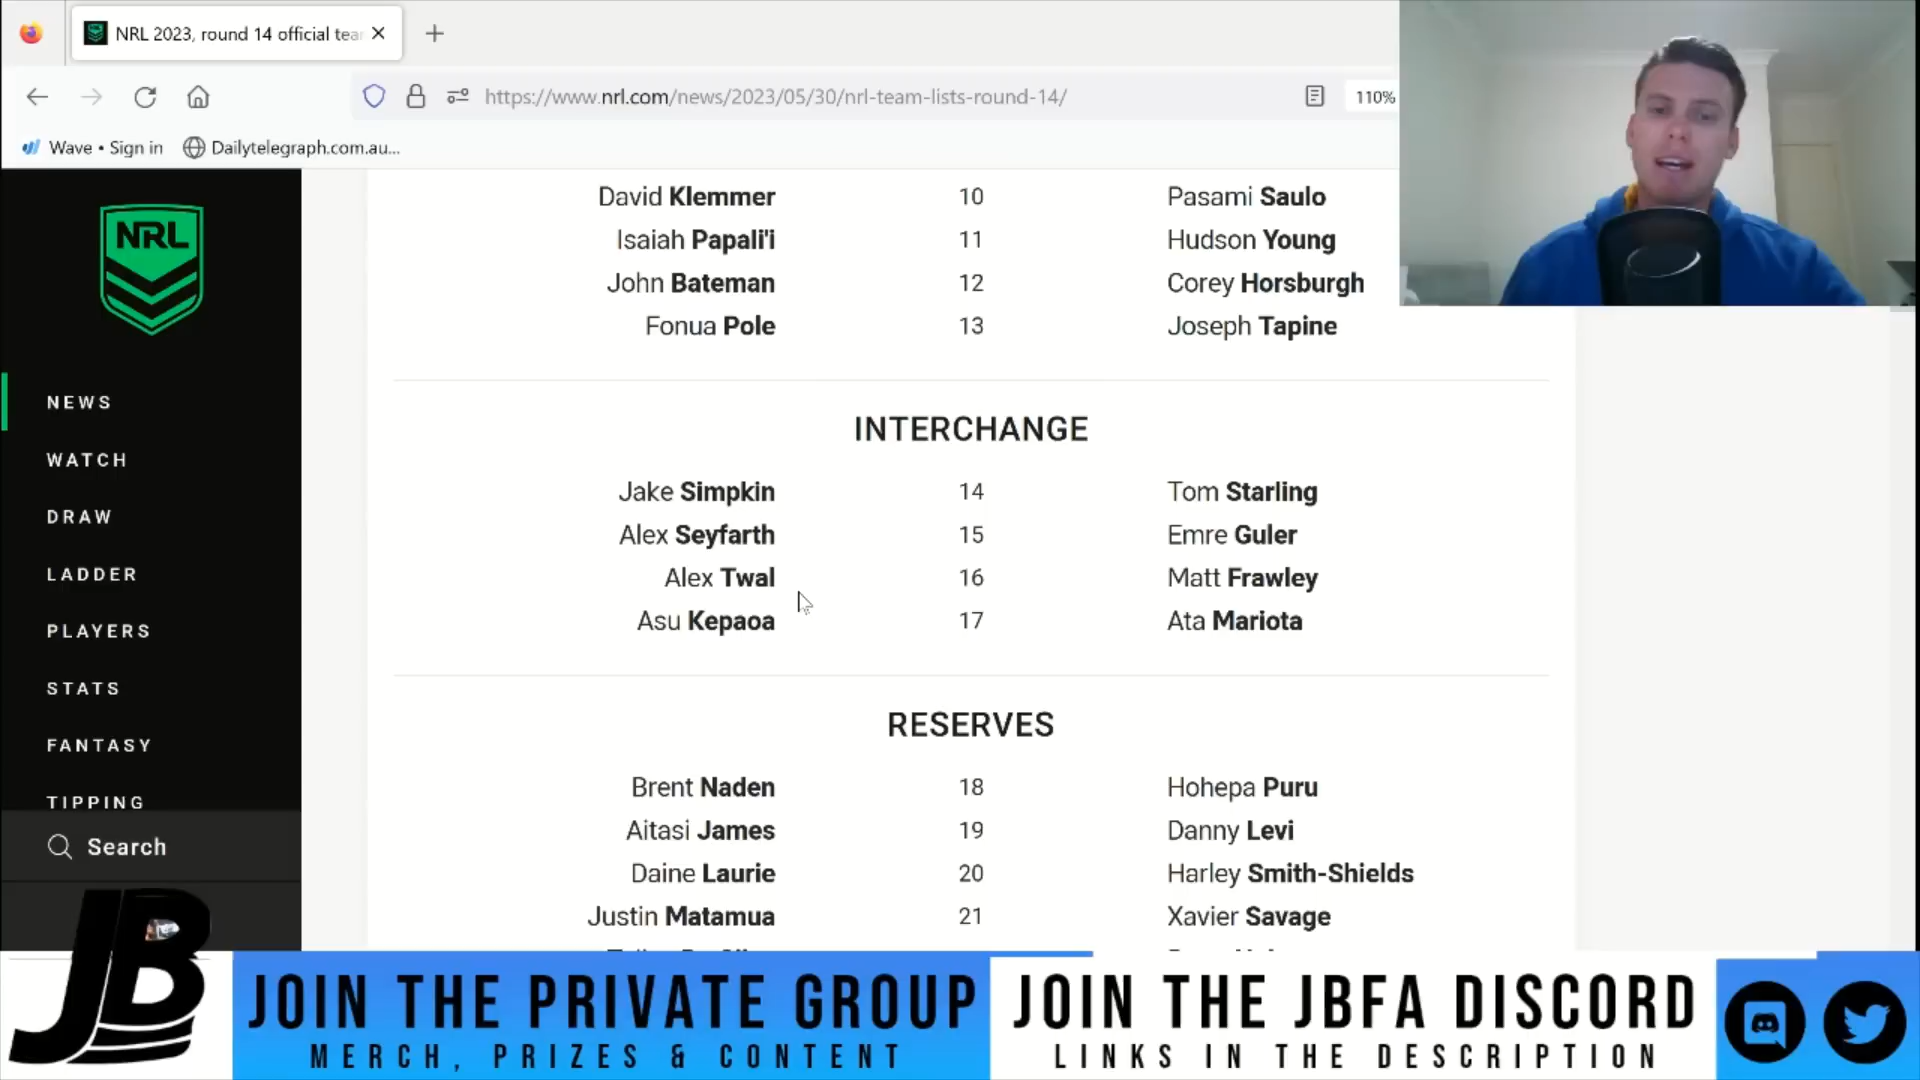 NRL 2023, round 14 official tea
https://www.nrl.com/news/2023/05/30/nrl-team-lists-round-14/
110%
Wave • Sign in
Dailytelegraph.com.au...
NRL
NEWS
WATCH
DRAW
LADDER
PLAYERS
STATS
FANTASY
TIPPING
Search
David Klemmer 10 Pasami Saulo
Isaiah Papali'i 11 Hudson Young
John Bateman 12 Corey Horsburgh
Fonua Pole 13 Joseph Tapine
INTERCHANGE
Jake Simpkin 14 Tom Starling
Alex Seyfarth 15 Emre Guler
Alex Twal 16 Matt Frawley
Asu Kepaoa 17 Ata Mariota
RESERVES
Brent Naden 18 Hohepa Puru
Aitasi James 19 Danny Levi
Daine Laurie 20 Harley Smith-Shields
Justin Matamua 21 Xavier Savage
JB
JOIN THE PRIVATE GROUP
MERCH, PRIZES & CONTENT
JOIN THE JBFA DISCORD
LINKS IN THE DESCRIPTION